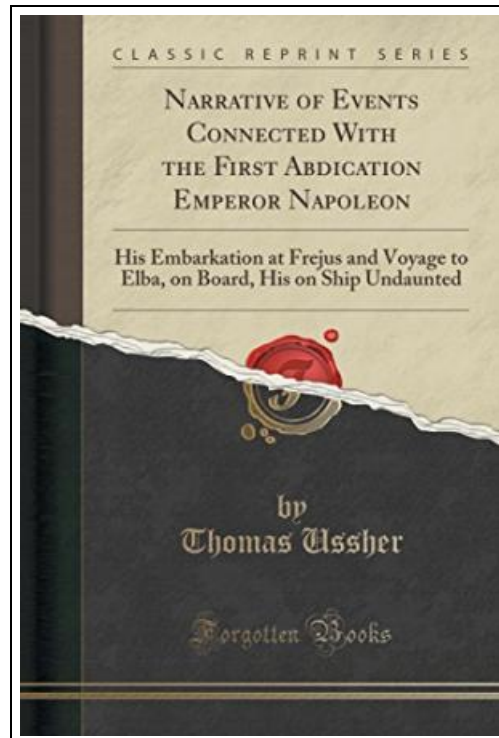 CLASSIC REPRINT SERIES
NARRATIVE OF EVENTS
CONNECTED WITH
THE FIRST ABDICATION
EMPEROR NAPOLEON
His Embarkation at Frejus and Voyage to
Elba, on Board, His on Ship Undaunted
by
Thomas Ussher
Forgotten Books